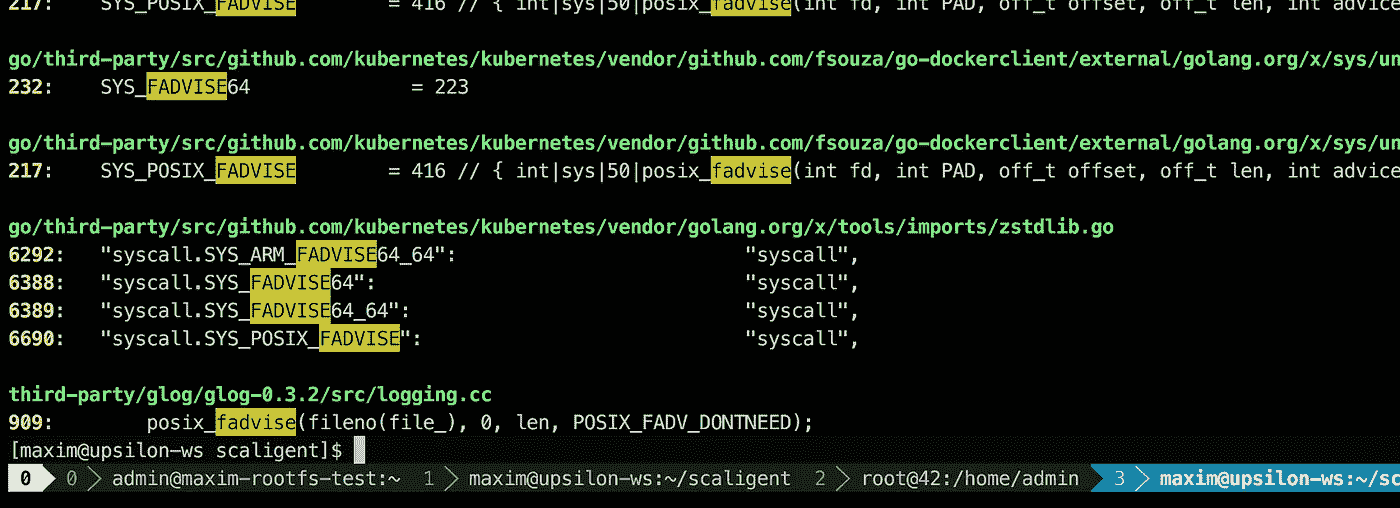 217:    SYS_POSIX_FADVISE        = 416 // { int|sys|50|posix_fadvise(int fd, int PAD, off_t offset, off_t len, int advice
go/third-party/src/github.com/kubernetes/kubernetes/vendor/github.com/fsouza/go-dockerclient/external/golang.org/x/sys/un
232:    SYS_FADVISE64              = 223
go/third-party/src/github.com/kubernetes/kubernetes/vendor/github.com/fsouza/go-dockerclient/external/golang.org/x/sys/un
217:    SYS_POSIX_FADVISE        = 416 // { int|sys|50|posix_fadvise(int fd, int PAD, off_t offset, off_t len, int advice
go/third-party/src/github.com/kubernetes/kubernetes/vendor/golang.org/x/tools/imports/zstdlib.go
6292:   "syscall.SYS_ARM_FADVISE64_64":                         "syscall",
6388:   "syscall.SYS_FADVISE64":                                "syscall",
6389:   "syscall.SYS_FADVISE64_64":                             "syscall",
6690:   "syscall.SYS_POSIX_FADVISE":                            "syscall",
third-party/glog/glog-0.3.2/src/logging.cc
909:        posix_fadvise(fileno(file_), 0, len, POSIX_FADV_DONTNEED);
[maxim@upsilon-ws scaligent]$
0 0 admin@maxim-rootfs-test:~ 1 maxim@upsilon-ws:~/scaligent 2 root@42:/home/admin 3 maxim@upsilon-ws:~/sc